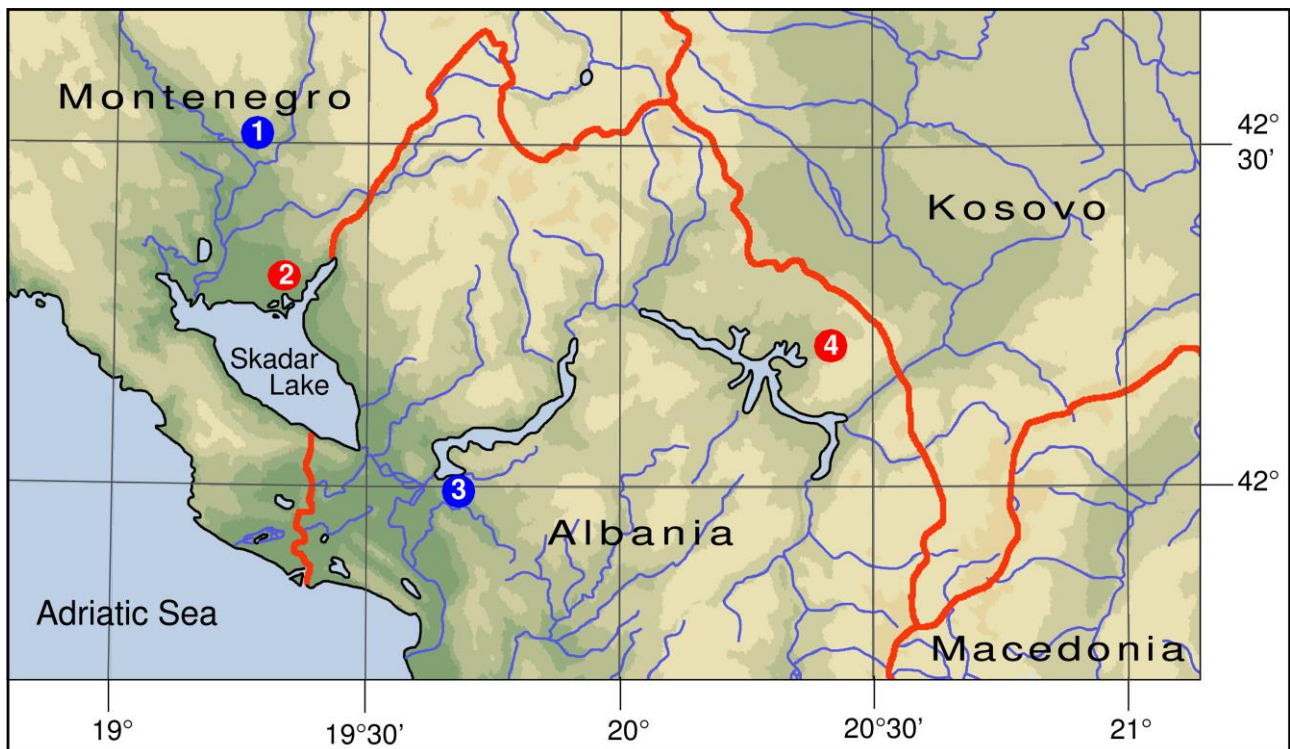 Montenegro
1
42°
30'
Kosovo
2
Skadar
Lake
4
3
42°
Albania
Adriatic Sea
Macedonia
19°
19°30'
20°
20°30'
21°